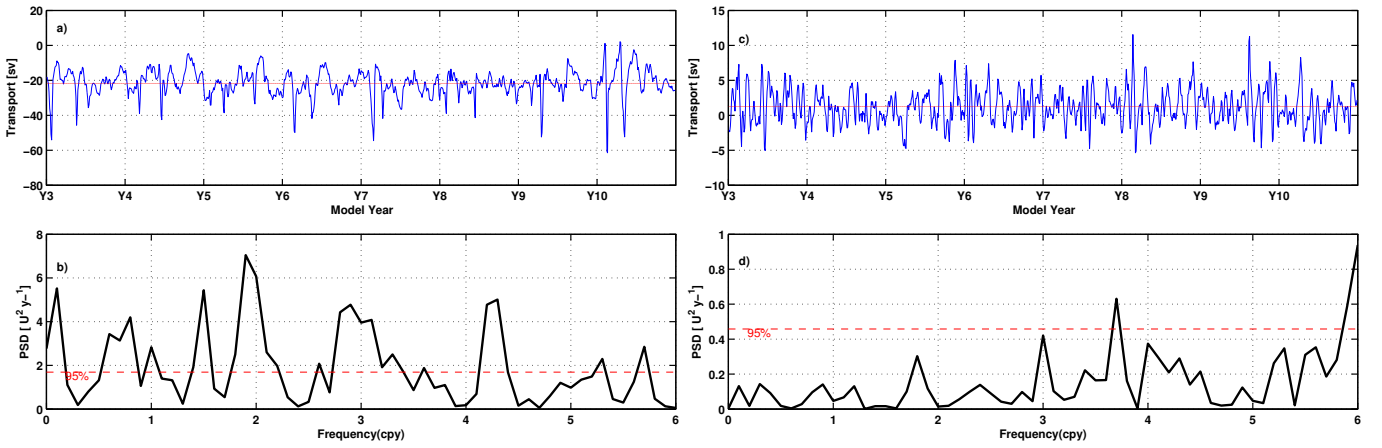 20
0
−20
−40
−60
−80
Transport [sv]
a)
Y3 Y4 Y5 Y6 Y7 Y8 Y9 Y10
Model Year
15
10
5
0
−5
−10
Transport [sv]
c)
Y3 Y4 Y5 Y6 Y7 Y8 Y9 Y10
Model Year
8
6
4
2
0
PSD [ U² y−¹]
b)
95%
0 1 2 3 4 5 6
Frequency(cpy)
1
0.8
0.6
0.4
0.2
0
PSD [ U² y⁻¹]
d)
95%
0 1 2 3 4 5 6
Frequency(cpy)